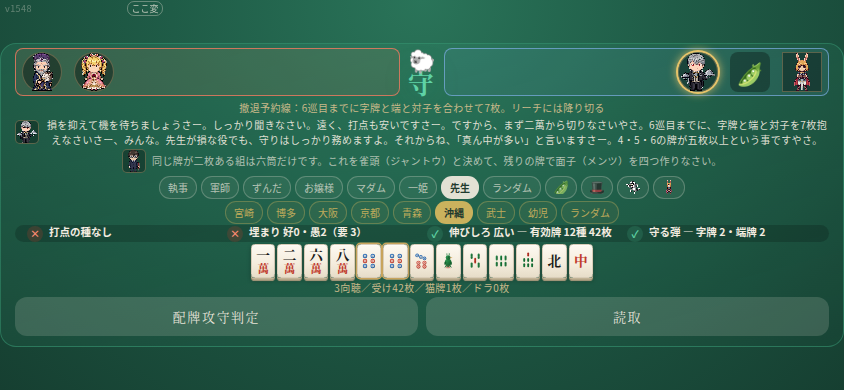 v1548
ここ変
守
撤退予約線：6巡目までに字牌と端と対子を合わせて7枚。リーチには降り切る
損を抑えて機を待ちましょうさー。しっかり聞きなさい。遠く、打点も安いですさー。ですから、まず二萬から切りなさいやさ。6巡目までに、字牌と端と対子を7枚抱
えなさいさー、みんな。先生が損な役でも、守りはしっかり務めますよ。それからね、「真ん中が多い」と言いますさー。4・5・6の牌が五枚以上という事ですやさ。
同じ牌が二枚ある組は六筒だけです。これを雀頭（ジャントウ）と決めて、残りの牌で面子（メンツ）を四つ作りなさい。
執事 軍師 ずんだ お嬢様 マダム 一姫 先生 ランダム
宮崎 博多 大阪 京都 青森 沖縄 武士 幼児 ランダム
打点の種なし 埋まり 好0・愚2（要 3） 伸びしろ 広い — 有効牌 12種 42枚 守る弾 — 字牌 2・端牌 2
一萬 二萬 六萬 八萬 北 中
3向聴／受け42枚／猫牌1枚／ドラ0枚
配牌攻守判定 読取